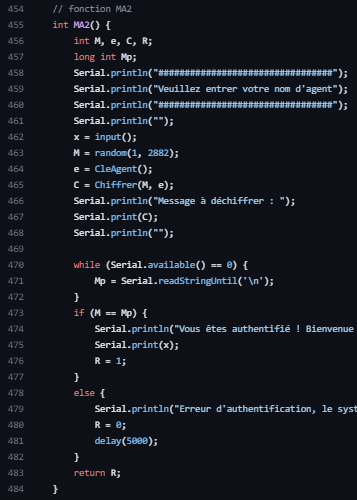 454 // fonction MA2
455 int MA2() {
456 int M, e, C, R;
457 long int Mp;
458 Serial.println("#################################");
459 Serial.println("Veuillez entrer votre nom d'agent");
460 Serial.println("#################################");
461 Serial.println("");
462 x = input();
463 M = random(1, 2882);
464 e = CleAgent();
465 C = Chiffrer(M, e);
466 Serial.println("Message à déchiffrer : ");
467 Serial.print(C);
468 Serial.println("");
469
470 while (Serial.available() == 0) {
471 Mp = Serial.readStringUntil('\n');
472 }
473 if (M == Mp) {
474 Serial.println("Vous êtes authentifié ! Bienvenue
475 Serial.print(x);
476 R = 1;
477 }
478 else {
479 Serial.println("Erreur d'authentification, le syst
480 R = 0;
481 delay(5000);
482 }
483 return R;
484 }